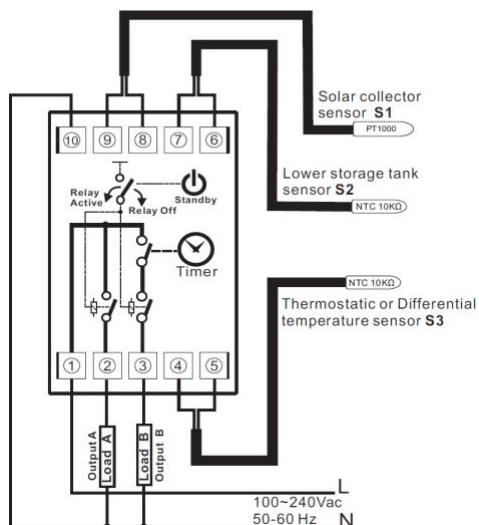 Solar collector
sensor S1
PT1000
⑩ ⑨ ⑧ ⑦ ⑥
Lower storage tank
sensor S2
NTC 10KΩ
Relay
Active
Relay Off
Standby
Timer
NTC 10KΩ
Thermostatic or Differential
temperature sensor S3
① ② ③ ④ ⑤
Output A
Load A
Load B
Output B
L
100~240Vac
50-60 Hz
N